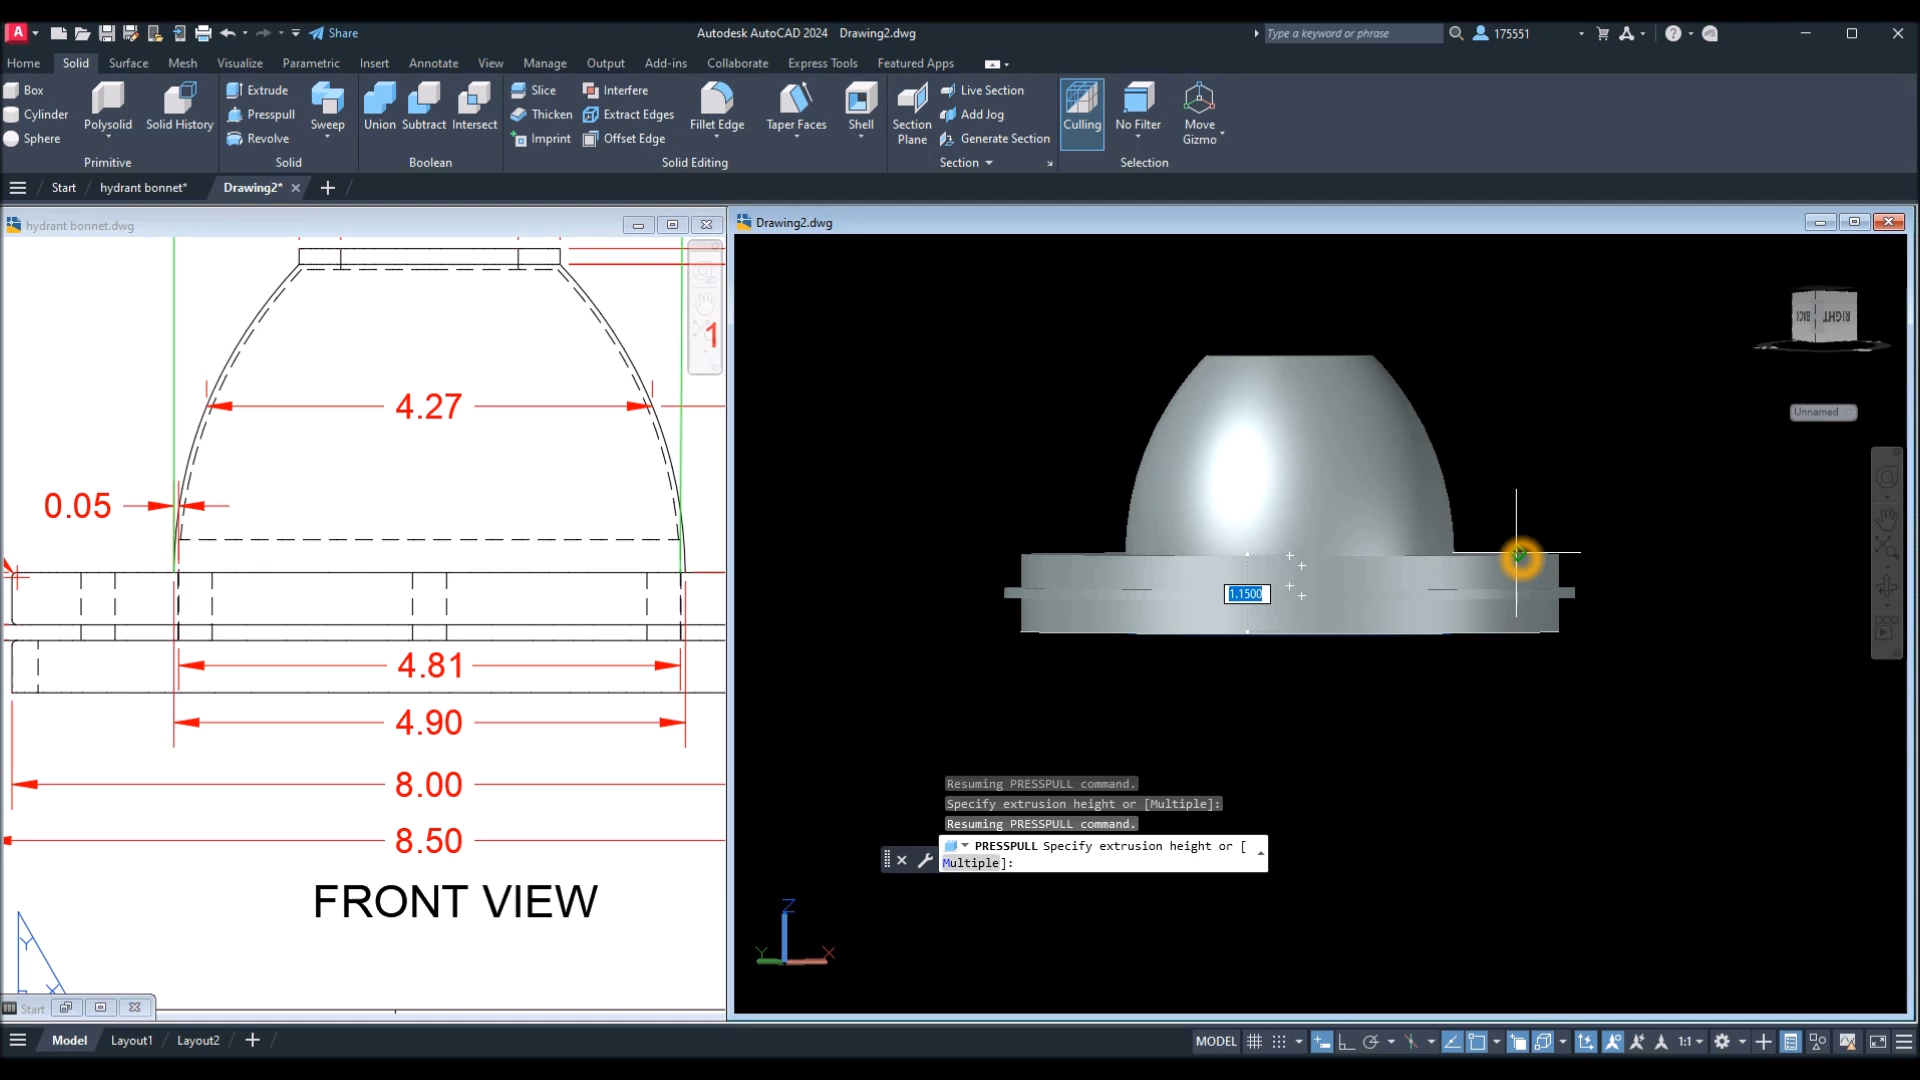 Share
Autodesk AutoCAD 2024 Drawing2.dwg
Type a keyword or phrase
175551
Home Solid Surface Mesh Visualize Parametric Insert Annotate View Manage Output Add-ins Collaborate Express Tools Featured Apps
Box
Cylinder
Sphere
Polysolid
Solid History
Primitive
Extrude
Presspull
Revolve
Sweep
Solid
Union
Subtract
Intersect
Boolean
Slice
Thicken
Imprint
Interfere
Extract Edges
Offset Edge
Fillet Edge
Taper Faces
Shell
Solid Editing
Section
Plane
Live Section
Add Jog
Generate Section
Section
Culling
No Filter
Move
Gizmo
Selection
Start
hydrant bonnet*
Drawing2*
hydrant bonnet.dwg
Drawing2.dwg
1
4.27
0.05
4.81
4.90
8.00
8.50
FRONT VIEW
Y
X
Start
BACK
RIGHT
Unnamed
1.1500
Resuming PRESSPULL command.
Specify extrusion height or [Multiple]:
Resuming PRESSPULL command.
PRESSPULL Specify extrusion height or [
Multiple]:
Z
Y
X
Model
Layout1
Layout2
MODEL
1:1